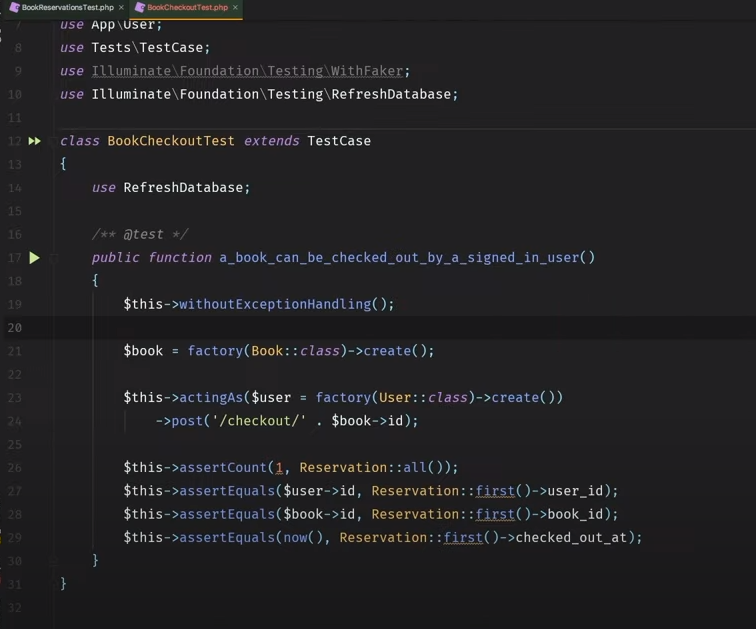 BookReservationsTest.php × BookCheckoutTest.php ×
7 use App\User;
8 use Tests\TestCase;
9 use Illuminate\Foundation\Testing\WithFaker;
10 use Illuminate\Foundation\Testing\RefreshDatabase;
11
12 class BookCheckoutTest extends TestCase
13 {
14 use RefreshDatabase;
15
16 /** @test */
17 public function a_book_can_be_checked_out_by_a_signed_in_user()
18 {
19 $this->withoutExceptionHandling();
20
21 $book = factory(Book::class)->create();
22
23 $this->actingAs($user = factory(User::class)->create())
24 ->post('/checkout/' . $book->id);
25
26 $this->assertCount(1, Reservation::all());
27 $this->assertEquals($user->id, Reservation::first()->user_id);
28 $this->assertEquals($book->id, Reservation::first()->book_id);
29 $this->assertEquals(now(), Reservation::first()->checked_out_at);
30 }
31 }
32